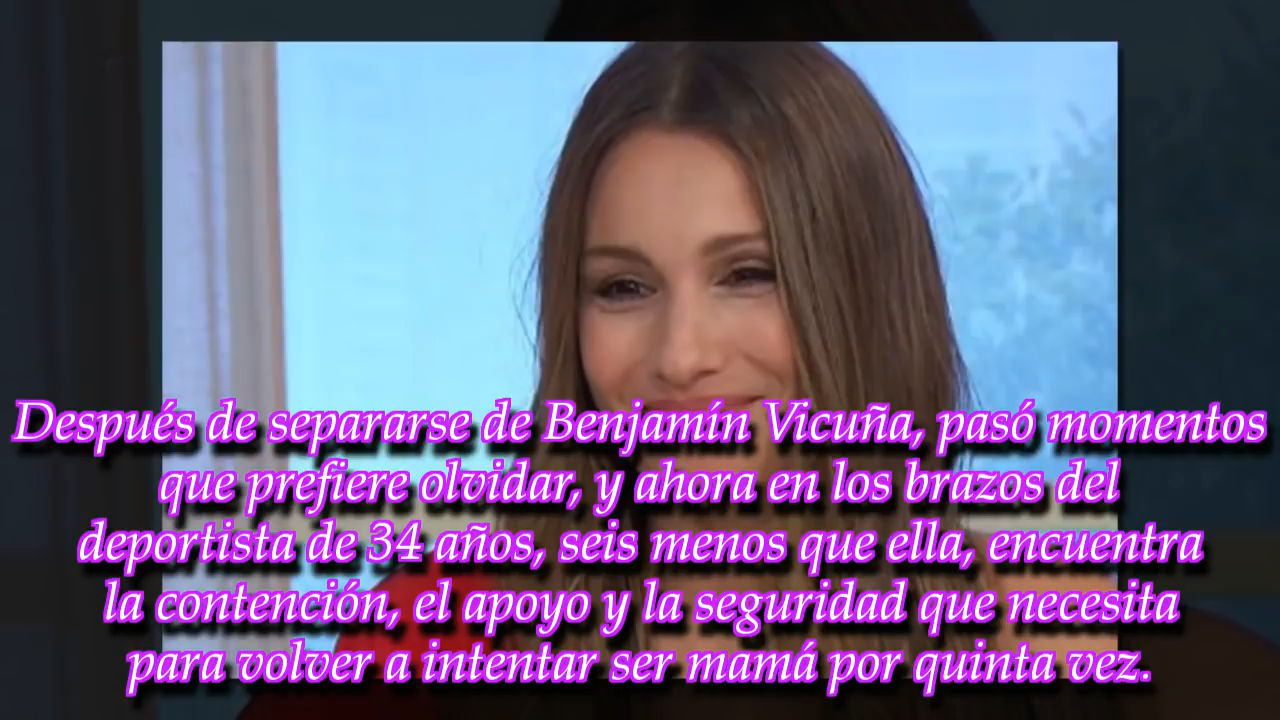 Después de separarse de Benjamín Vicuña, pasó momentos
que prefiere olvidar, y ahora en los brazos del
deportista de 34 años, seis menos que ella, encuentra
la contención, el apoyo y la seguridad que necesita
para volver a intentar ser mamá por quinta vez.